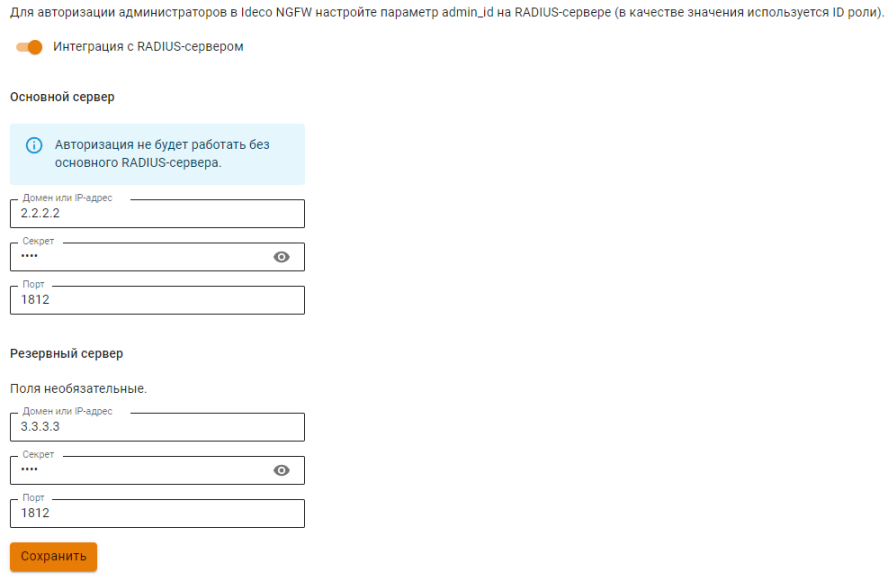 Для авторизации администраторов в Ideco NGFW настройте параметр admin_id на RADIUS-сервере (в качестве значения используется ID роли).
Интеграция с RADIUS-сервером
Основной сервер
Авторизация не будет работать без
основного RADIUS-сервера.
Домен или IP-адрес
2.2.2.2
Секрет
••••
Порт
1812
Резервный сервер
Поля необязательные.
Домен или IP-адрес
3.3.3.3
Секрет
••••
Порт
1812
Сохранить